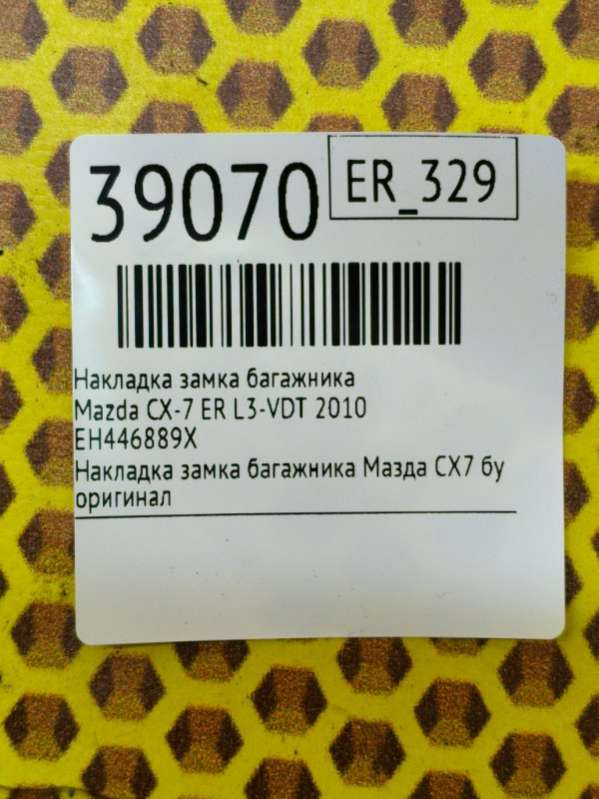 39070
ER_329
Накладка замка багажника
Mazda CX-7 ER L3-VDT 2010
EH446889X
Накладка замка багажника Мазда СХ7 бу
оригинал